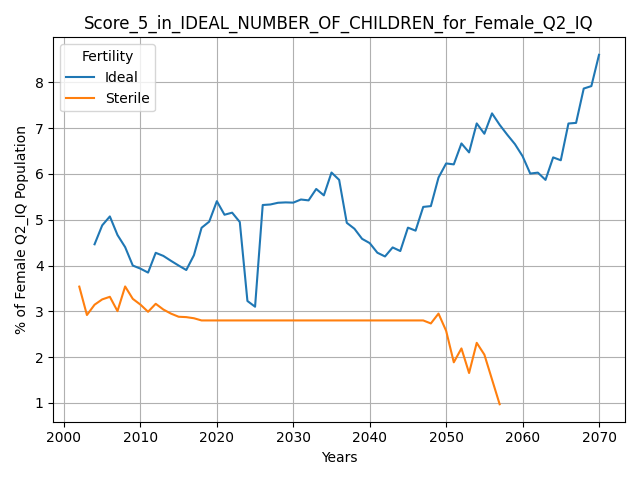 Score_5_in_IDEAL_NUMBER_OF_CHILDREN_for_Female_Q2_IQ
Fertility
Ideal
Sterile
% of Female Q2_IQ Population
8
7
6
5
4
3
2
1
2000 2010 2020 2030 2040 2050 2060 2070
Years